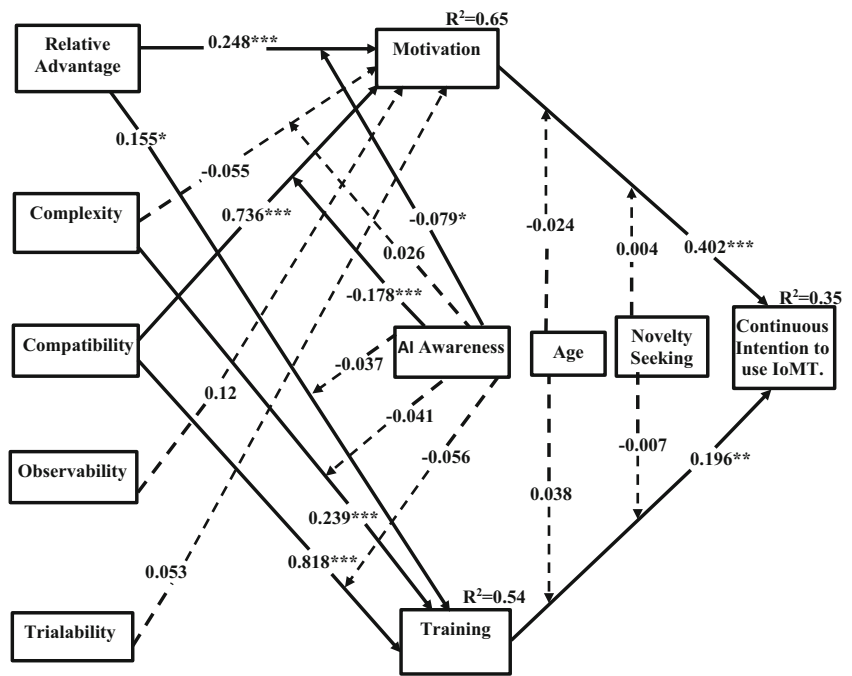 R²=0.65
Relative
Advantage
0.248***
Motivation
0.155*
-0.055
Complexity
0.736***
-0.079*
0.026
-0.024
0.004
0.402***
-0.178***
R²=0.35
Compatibility
AI Awareness
Age
Novelty
Seeking
Continuous
Intention to
use IoMT.
-0.037
0.12
-0.041
-0.056
-0.007
0.196**
Observability
0.038
0.239***
0.818***
0.053
R²=0.54
Trialability
Training